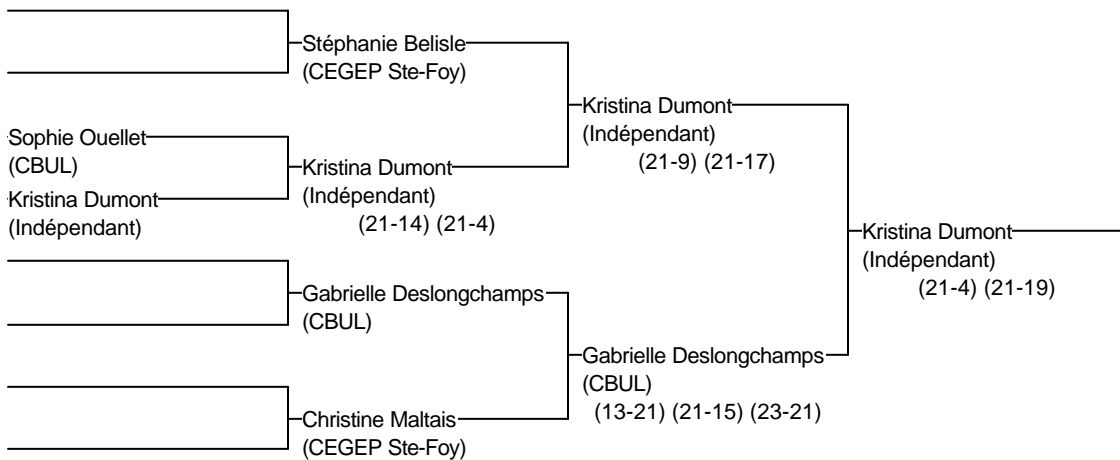 Stéphanie Belisle
(CEGEP Ste-Foy)
Kristina Dumont
(Indépendant)
(21-9) (21-17)
Sophie Ouellet
(CBUL)
Kristina Dumont
(Indépendant)
Kristina Dumont
(Indépendant)
(21-14) (21-4)
Kristina Dumont
(Indépendant)
(21-4) (21-19)
Gabrielle Deslongchamps
(CBUL)
Gabrielle Deslongchamps
(CBUL)
(13-21) (21-15) (23-21)
Christine Maltais
(CEGEP Ste-Foy)